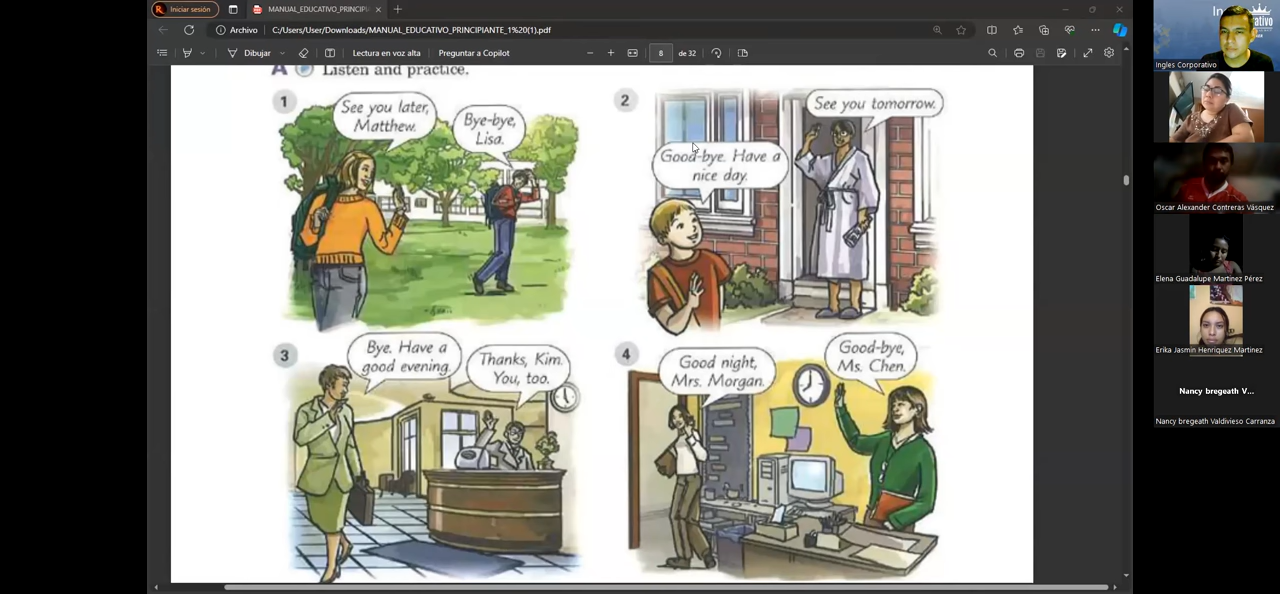 Iniciar sesión
MANUAL_EDUCATIVO_PRINCIPI
Archivo
C:/Users/User/Downloads/MANUAL_EDUCATIVO_PRINCIPIANTE_1%20(1).pdf
Dibujar
Lectura en voz alta
Preguntar a Copilot
8
de 32
A Listen and practice.
1
See you later,
Matthew.
Bye-bye,
Lisa.
2
Good-bye. Have a
nice day.
See you tomorrow.
3
Bye. Have a
good evening.
Thanks, Kim.
You, too.
4
Good night,
Mrs. Morgan.
Good-bye,
Ms. Chen.
Ingles Corporativo
Oscar Alexander Contreras Vásquez
Elena Guadalupe Martinez Pérez
Erika Jasmin Henriquez Martinez
Nancy bregeath V...
Nancy bregeath Valdivieso Carranza